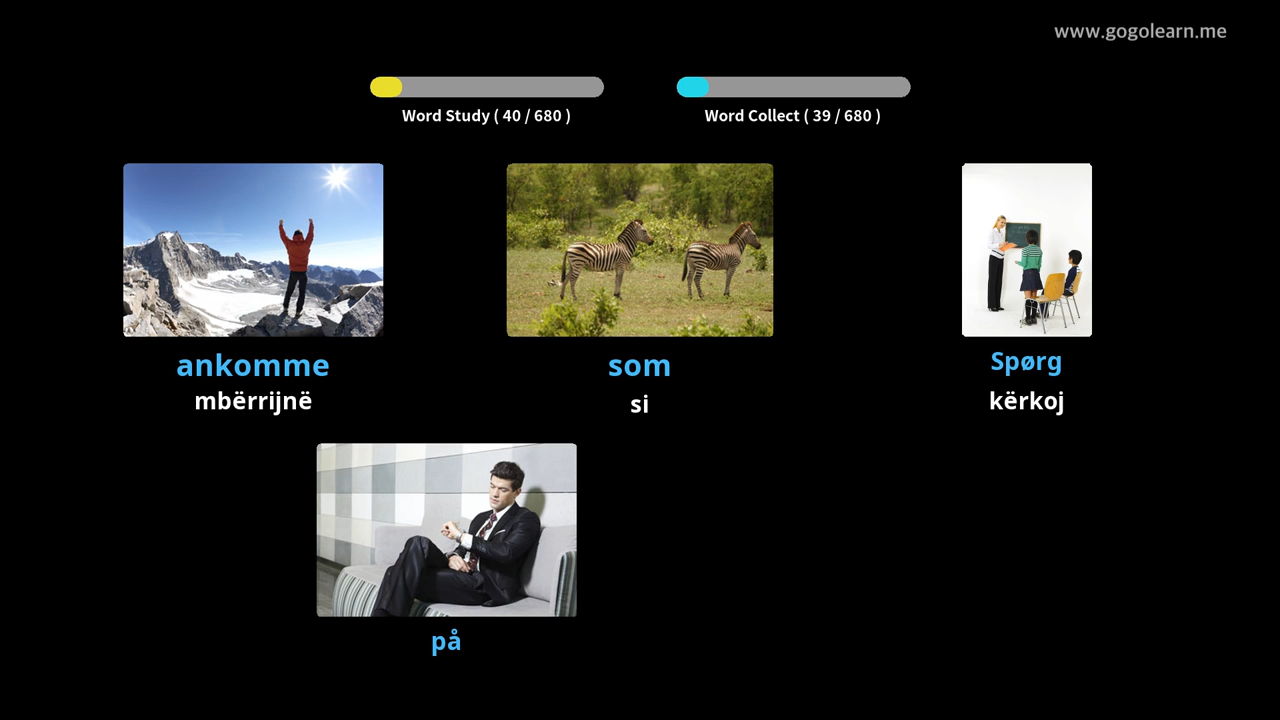 www.gogolearn.me
Word Study ( 40 / 680 )
Word Collect ( 39 / 680 )
ankomme
mbërrijnë
som
si
Spørg
kërkoj
på